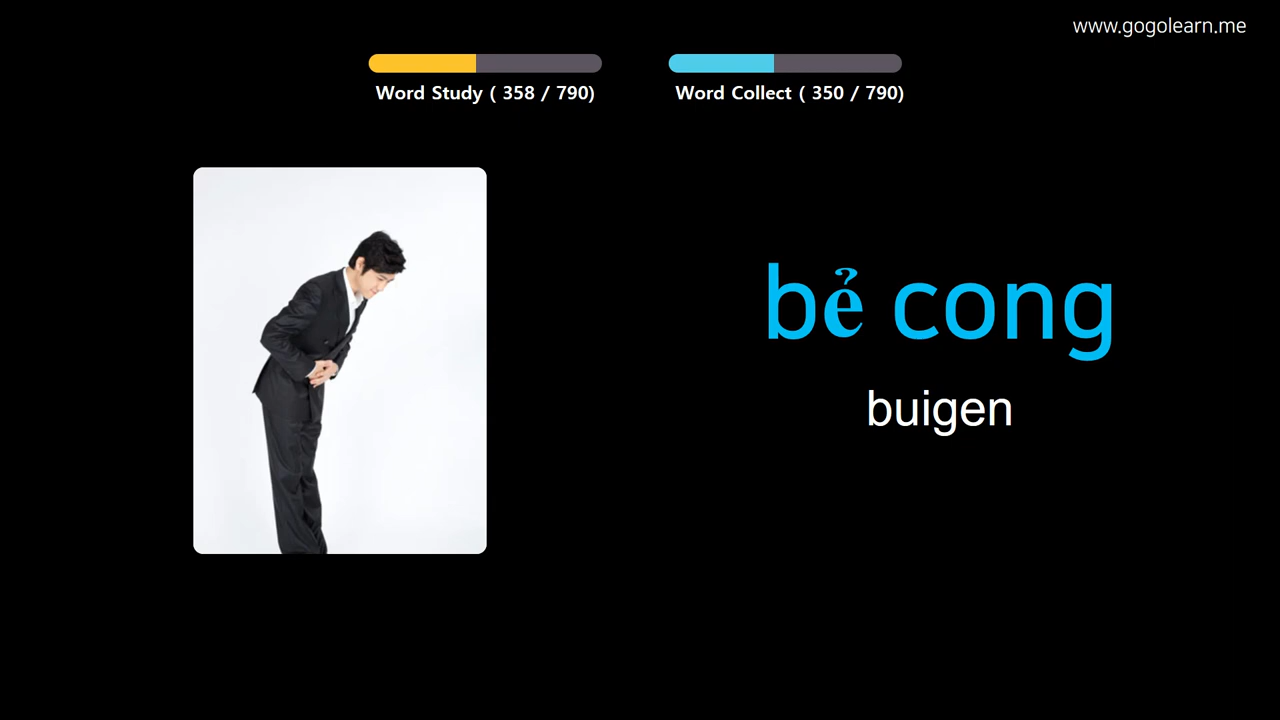 www.gogolearn.me
Word Study ( 358 / 790)
Word Collect ( 350 / 790)
bẻ cong
buigen